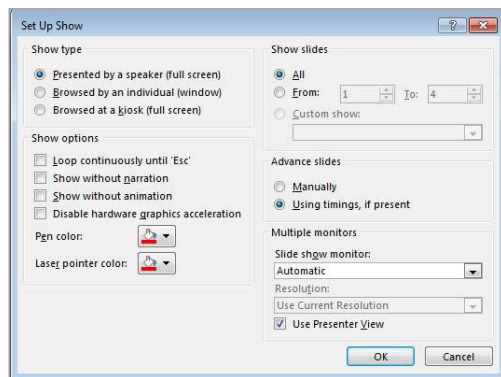 Set Up Show
Show type
Presented by a speaker (full screen)
Browsed by an individual (window)
Browsed at a kiosk (full screen)
Show options
Loop continuously until 'Esc'
Show without narration
Show without animation
Disable hardware graphics acceleration
Pen color:
Laser pointer color:
Show slides
All
From: 1 To: 4
Custom show:
Advance slides
Manually
Using timings, if present
Multiple monitors
Slide show monitor:
Automatic
Resolution:
Use Current Resolution
Use Presenter View
OK Cancel